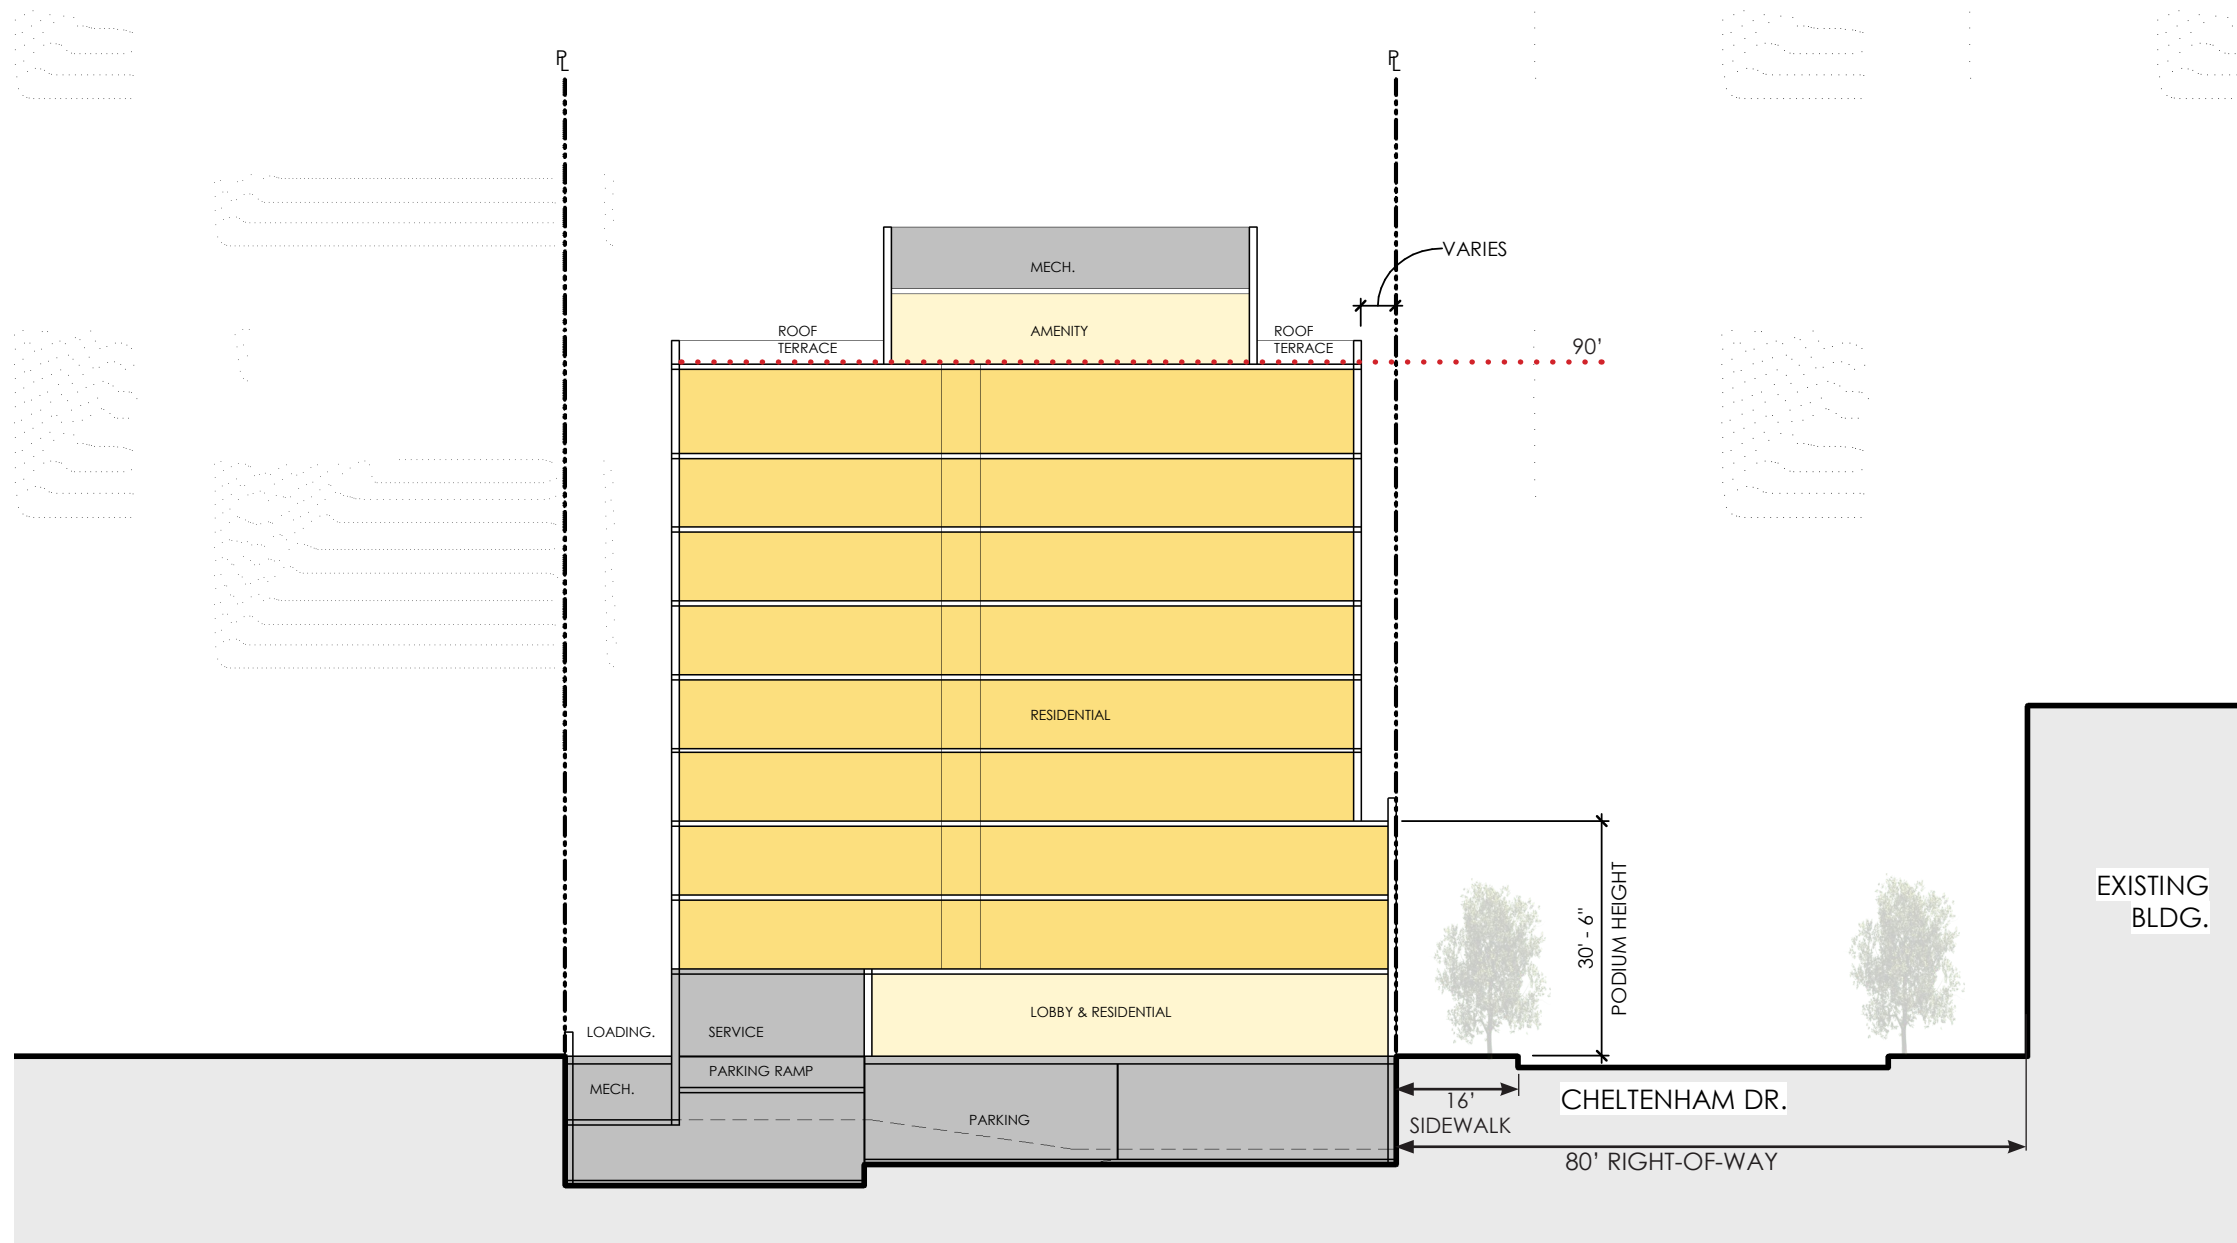 PL
PL
VARIES
MECH.
AMENITY
ROOF
TERRACE
ROOF
TERRACE
90’
RESIDENTIAL
30' - 6"
PODIUM HEIGHT
EXISTING
BLDG.
LOBBY & RESIDENTIAL
LOADING.
SERVICE
PARKING RAMP
MECH.
PARKING
16’
SIDEWALK
CHELTENHAM DR.
80’ RIGHT-OF-WAY